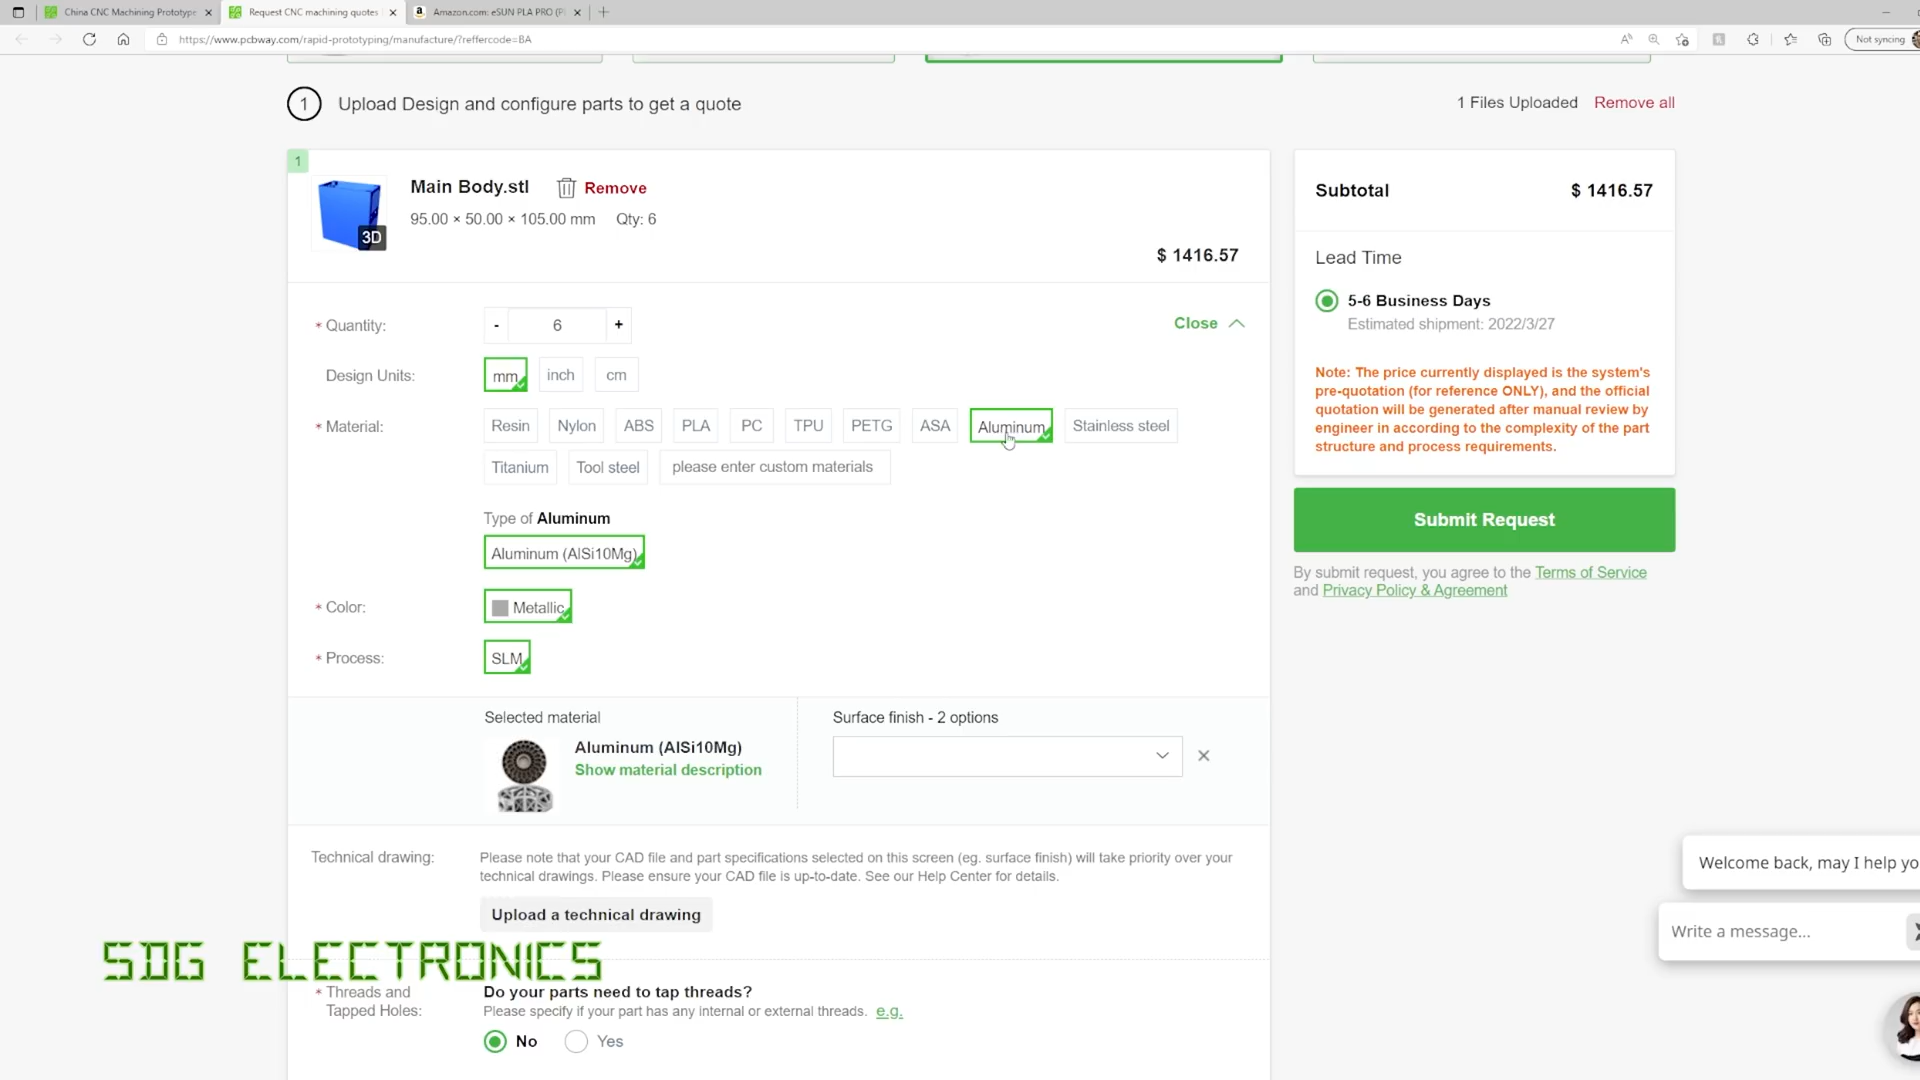 China CNC Machining Prototype
Request CNC machining quotes
Amazon.com: eSUN PLA PRO (P
https://www.pcbway.com/rapid-prototyping/manufacture/?reffercode=BA
Not syncing
1 Upload Design and configure parts to get a quote
1 Files Uploaded Remove all
1
Main Body.stl Remove
95.00 × 50.00 × 105.00 mm Qty: 6
3D
$ 1416.57
* Quantity: - 6 +
Close
Design Units: mm inch cm
* Material: Resin Nylon ABS PLA PC TPU PETG ASA Aluminum Stainless steel
Titanium Tool steel please enter custom materials
Type of Aluminum
Aluminum (AlSi10Mg)
* Color: Metallic
* Process: SLM
Selected material
Aluminum (AlSi10Mg)
Show material description
Surface finish - 2 options
Technical drawing: Please note that your CAD file and part specifications selected on this screen (eg. surface finish) will take priority over your
technical drawings. Please ensure your CAD file is up-to-date. See our Help Center for details.
Upload a technical drawing
SDG ELECTRONICS
* Threads and
Tapped Holes:
Do your parts need to tap threads?
Please specify if your part has any internal or external threads. e.g.
No Yes
Subtotal $ 1416.57
Lead Time
5-6 Business Days
Estimated shipment: 2022/3/27
Note: The price currently displayed is the system's
pre-quotation (for reference ONLY), and the official
quotation will be generated after manual review by
engineer in according to the complexity of the part
structure and process requirements.
Submit Request
By submit request, you agree to the Terms of Service
and Privacy Policy & Agreement
Welcome back, may I help yo
Write a message...